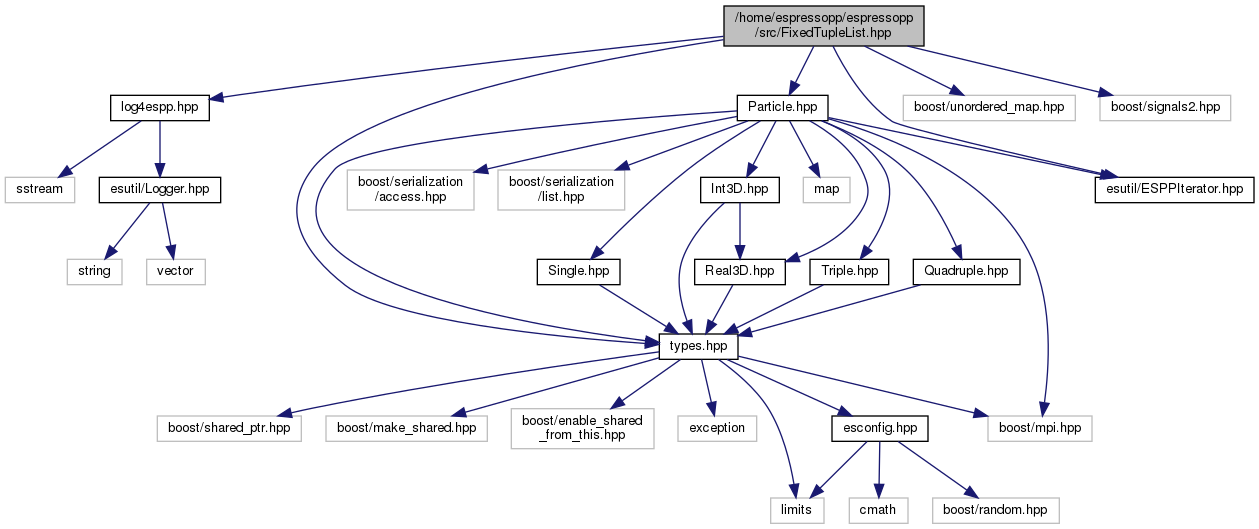 /home/espressopp/espressopp
/src/FixedTupleList.hpp
log4espp.hpp
Particle.hpp
boost/unordered_map.hpp
boost/signals2.hpp
sstream
esutil/Logger.hpp
boost/serialization
/access.hpp
boost/serialization
/list.hpp
Int3D.hpp
map
esutil/ESPPIterator.hpp
string
vector
Single.hpp
Real3D.hpp
Triple.hpp
Quadruple.hpp
types.hpp
boost/shared_ptr.hpp
boost/make_shared.hpp
boost/enable_shared
_from_this.hpp
exception
esconfig.hpp
boost/mpi.hpp
limits
cmath
boost/random.hpp